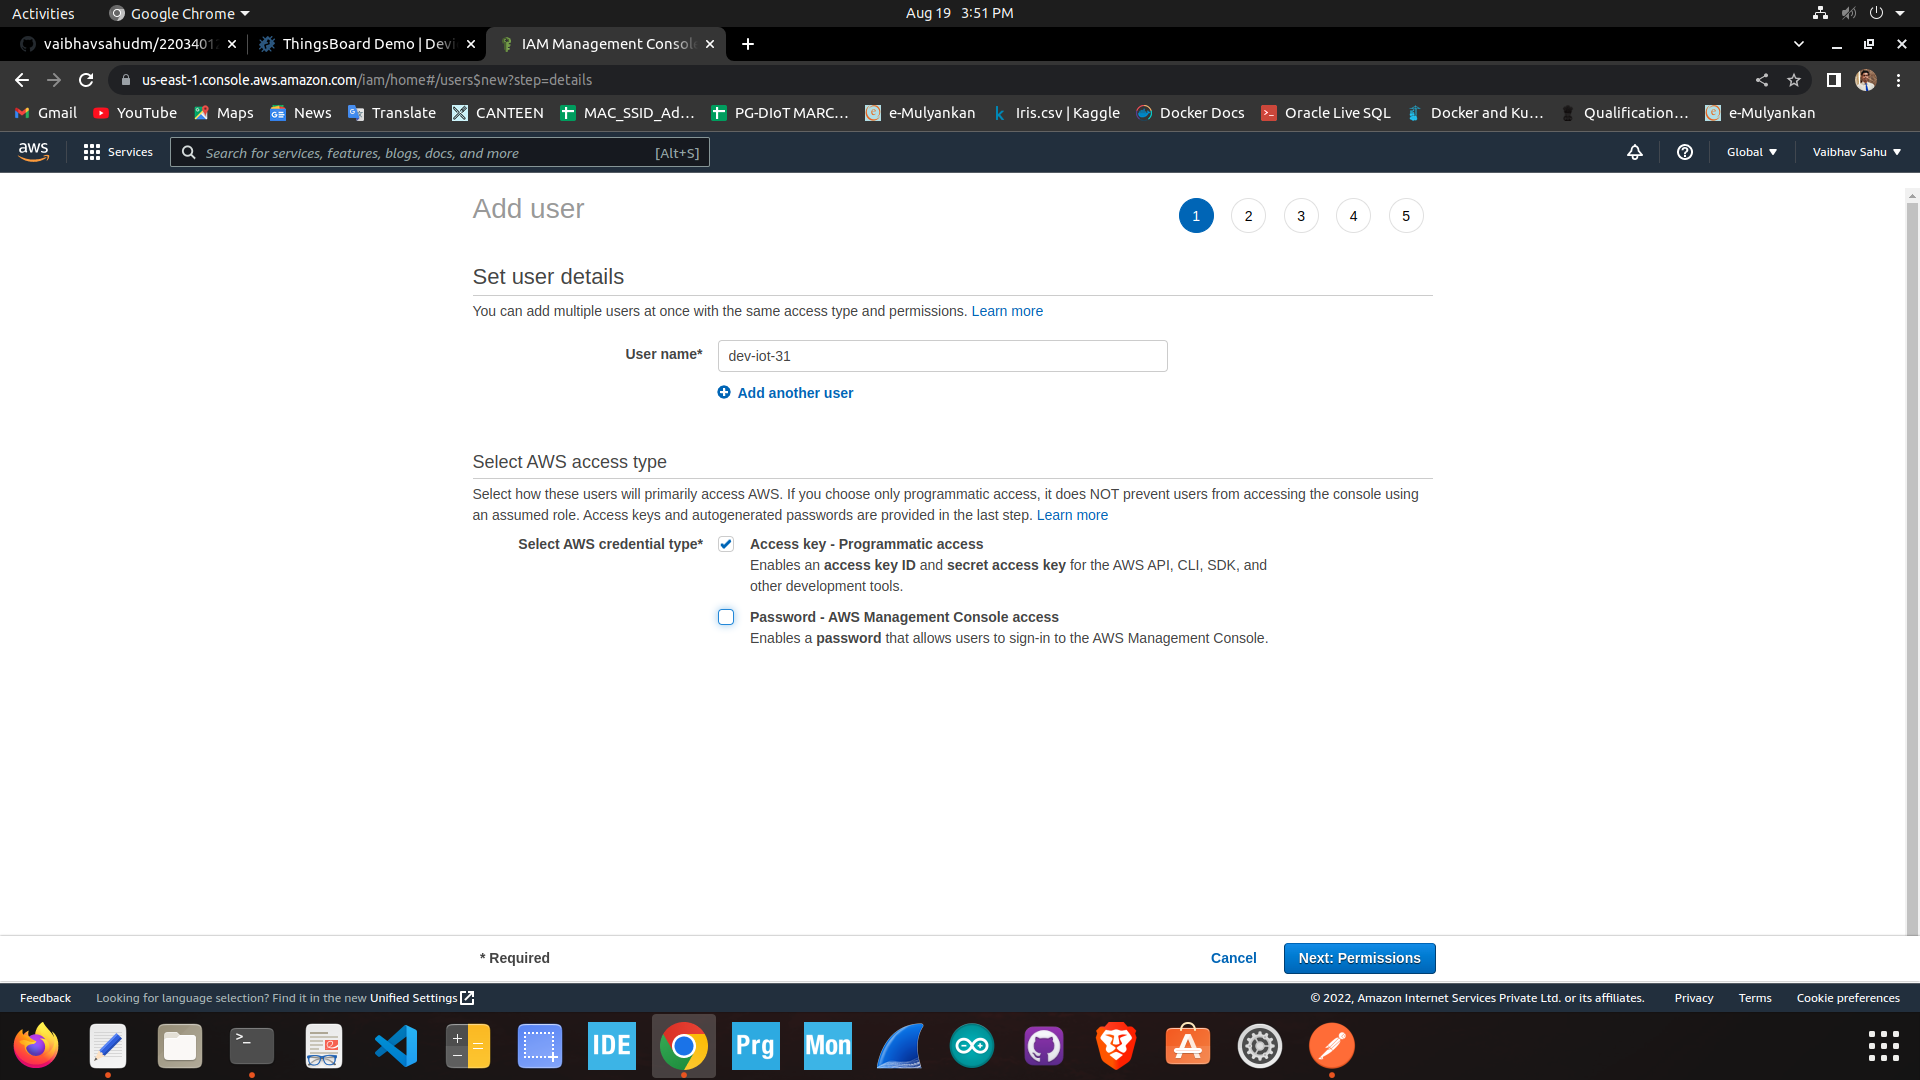 Activities
Google Chrome
Aug 19 3:51 PM
vaibhavsahudm/2203401
ThingsBoard Demo | Devi
IAM Management Consol
us-east-1.console.aws.amazon.com/iam/home#/users$new?step=details
Gmail
YouTube
Maps
News
Translate
CANTEEN
MAC_SSID_Ad...
PG-DIoT MARC...
e-Mulyankan
Iris.csv | Kaggle
Docker Docs
Oracle Live SQL
Docker and Ku...
Qualification...
e-Mulyankan
aws
Services
Search for services, features, blogs, docs, and more
[Alt+S]
Global
Vaibhav Sahu
Add user
1
2
3
4
5
Set user details
You can add multiple users at once with the same access type and permissions. Learn more
User name*
dev-iot-31
Add another user
Select AWS access type
Select how these users will primarily access AWS. If you choose only programmatic access, it does NOT prevent users from accessing the console using
an assumed role. Access keys and autogenerated passwords are provided in the last step. Learn more
Select AWS credential type*
Access key - Programmatic access
Enables an access key ID and secret access key for the AWS API, CLI, SDK, and
other development tools.
Password - AWS Management Console access
Enables a password that allows users to sign-in to the AWS Management Console.
* Required
Cancel
Next: Permissions
Feedback
Looking for language selection? Find it in the new Unified Settings
© 2022, Amazon Internet Services Private Ltd. or its affiliates.
Privacy
Terms
Cookie preferences
IDE
Prg
Mon